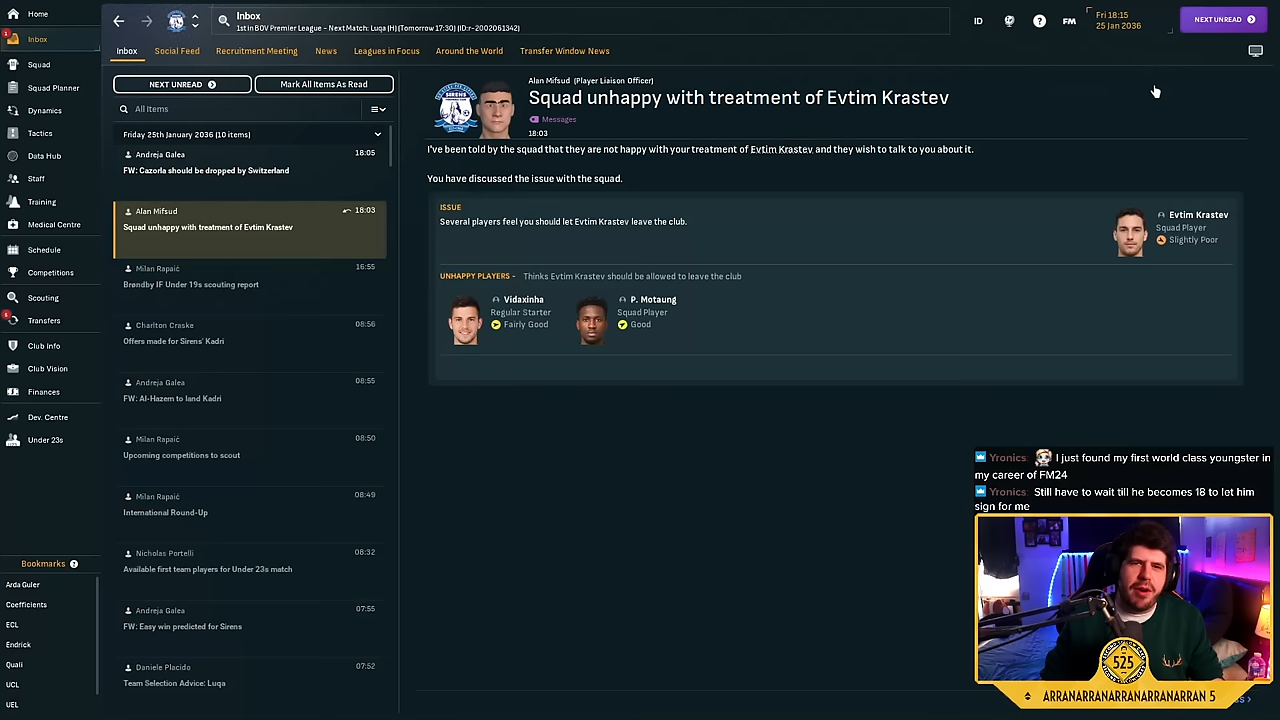 Home
Inbox
Squad
Squad Planner
Dynamics
Tactics
Data Hub
Staff
Training
Medical Centre
Schedule
Competitions
Scouting
Transfers
Club Info
Club Vision
Finances
Dev. Centre
Under 23s
Bookmarks
Arda Guler
Coefficients
ECL
Endrick
Quali
UCL
UEL
Inbox
1st in BOV Premier League - Next Match: Luqa (H) (Tomorrow 17:30) (ID:r-2002061342)
ID
FM
Fri 18:15
25 Jan 2036
NEXT UNREAD
Inbox
Social Feed
Recruitment Meeting
News
Leagues in Focus
Around the World
Transfer Window News
NEXT UNREAD
Mark All Items As Read
All Items
Friday 25th January 2036 (10 items)
Andreja Galea 18:05
FW: Cazorla should be dropped by Switzerland
Alan Mifsud 18:03
Squad unhappy with treatment of Evtim Krastev
Milan Rapaić 16:55
Brøndby IF Under 19s scouting report
Charlton Craske 08:56
Offers made for Sirens' Kadri
Andreja Galea 08:55
FW: Al-Hazem to land Kadri
Milan Rapaić 08:50
Upcoming competitions to scout
Milan Rapaić 08:49
International Round-Up
Nicholas Portelli 08:32
Available first team players for Under 23s match
Andreja Galea 07:55
FW: Easy win predicted for Sirens
Daniele Placido 07:52
Team Selection Advice: Luqa
Alan Mifsud (Player Liaison Officer)
Squad unhappy with treatment of Evtim Krastev
Messages
18:03
I've been told by the squad that they are not happy with your treatment of Evtim Krastev and they wish to talk to you about it.
You have discussed the issue with the squad.
ISSUE
Several players feel you should let Evtim Krastev leave the club.
Evtim Krastev
Squad Player
Slightly Poor
UNHAPPY PLAYERS - Thinks Evtim Krastev should be allowed to leave the club
Vidaxinha
Regular Starter
Fairly Good
P. Motaung
Squad Player
Good
Yronics: I just found my first world class youngster in
my career of FM24
Yronics: Still have to wait till he becomes 18 to let him
sign for me
525
ARRANARRANARRANARRANARRAN 5